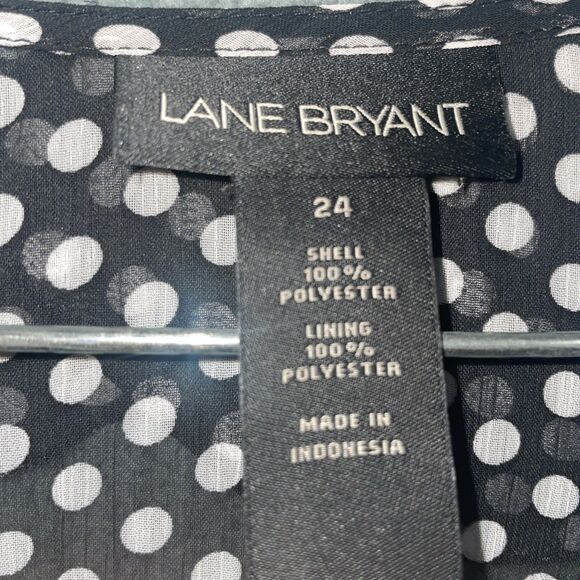 LANE BRYANT
24
SHELL
100%
POLYESTER
LINING
100%
POLYESTER
MADE IN
INDONESIA